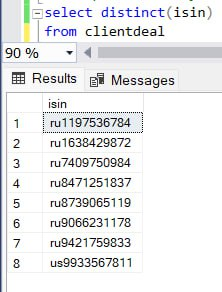 select distinct(isin)
from clientdeal
90 %
Results Messages
isin
1 ru1197536784
2 ru1638429872
3 ru7409750984
4 ru8471251837
5 ru8739065119
6 ru9066231178
7 ru9421759833
8 us9933567811